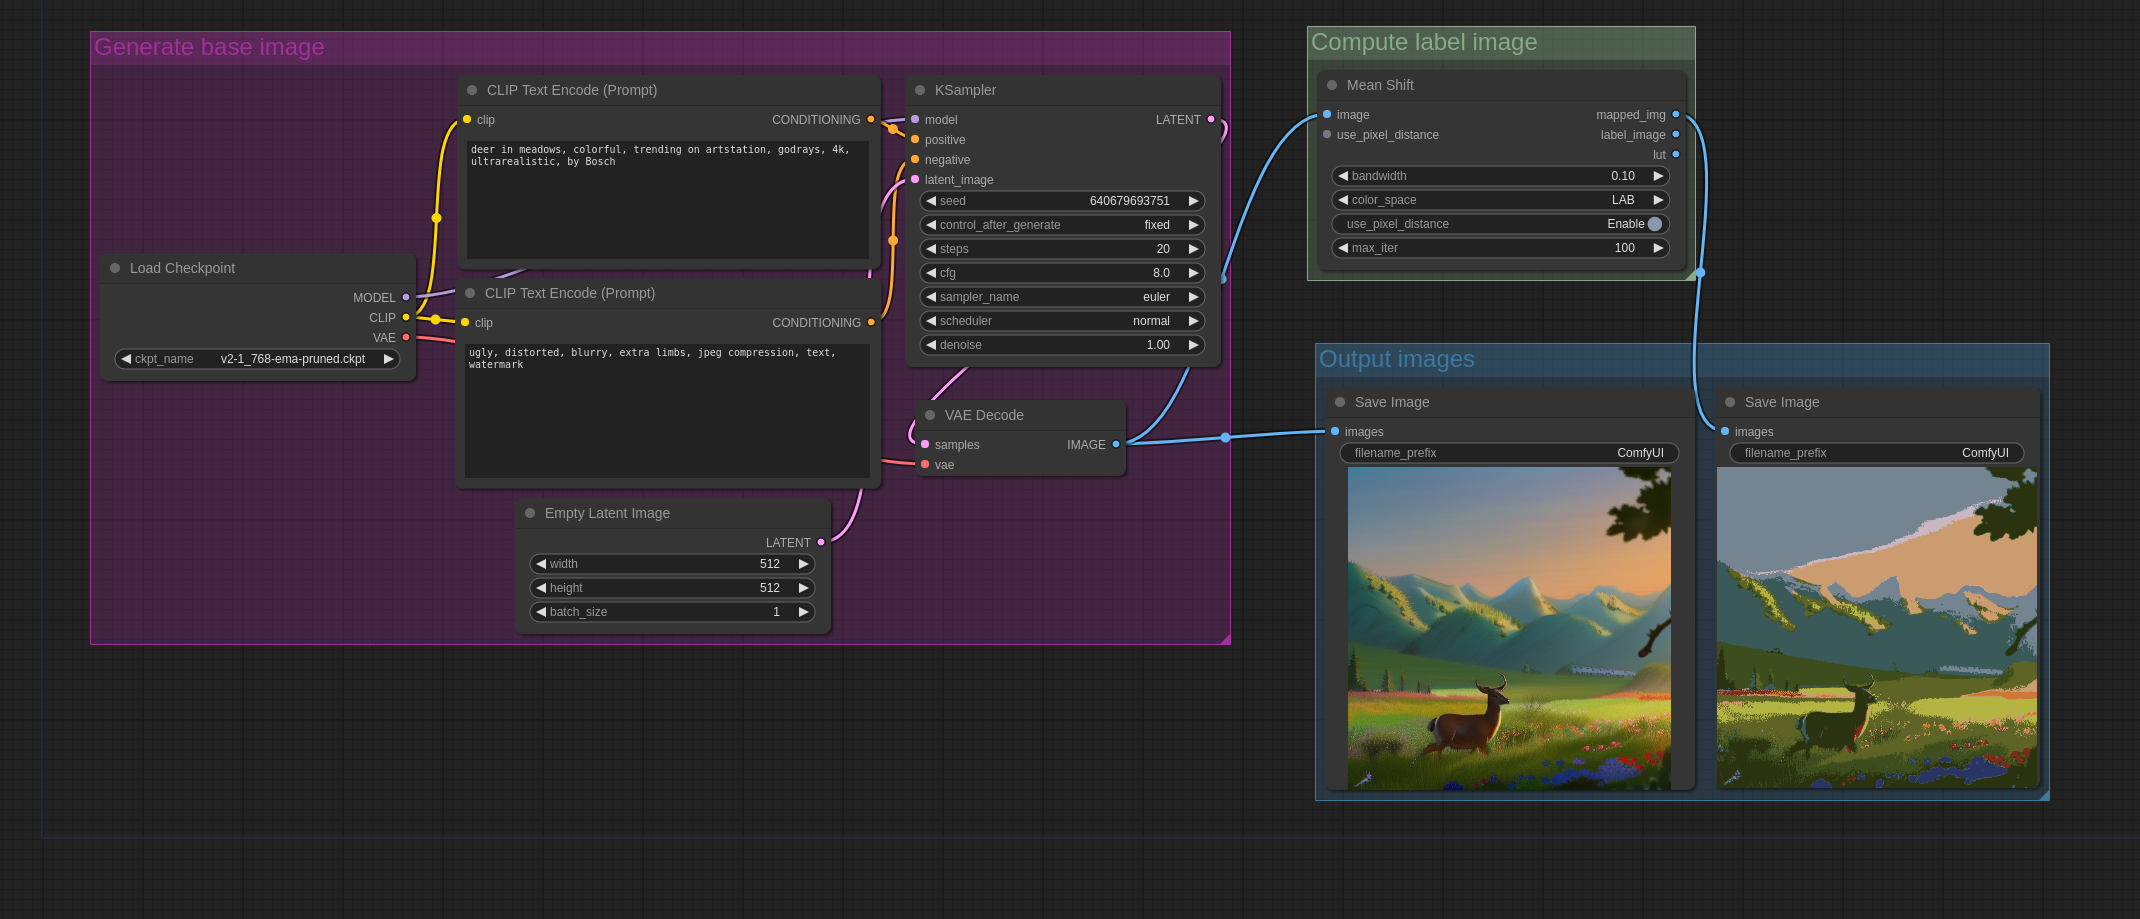 Generate base image
CLIP Text Encode (Prompt)
clip
CONDITIONING
deer in meadows, colorful, trending on artstation, godrays, 4k,
ultrarealistic, by Bosch
Load Checkpoint
MODEL
CLIP
VAE
ckpt_name v2-1_768-ema-pruned.ckpt
CLIP Text Encode (Prompt)
clip
CONDITIONING
ugly, distorted, blurry, extra limbs, jpeg compression, text,
watermark
Empty Latent Image
LATENT
width 512
height 512
batch_size 1
KSampler
model
LATENT
positive
negative
latent_image
seed 640679693751
control_after_generate fixed
steps 20
cfg 8.0
sampler_name euler
scheduler normal
denoise 1.00
VAE Decode
samples
IMAGE
vae
Compute label image
Mean Shift
image
mapped_img
use_pixel_distance
label_image
lut
bandwidth 0.10
color_space LAB
use_pixel_distance Enable
max_iter 100
Output images
Save Image
images
filename_prefix ComfyUI
Save Image
images
filename_prefix ComfyUI